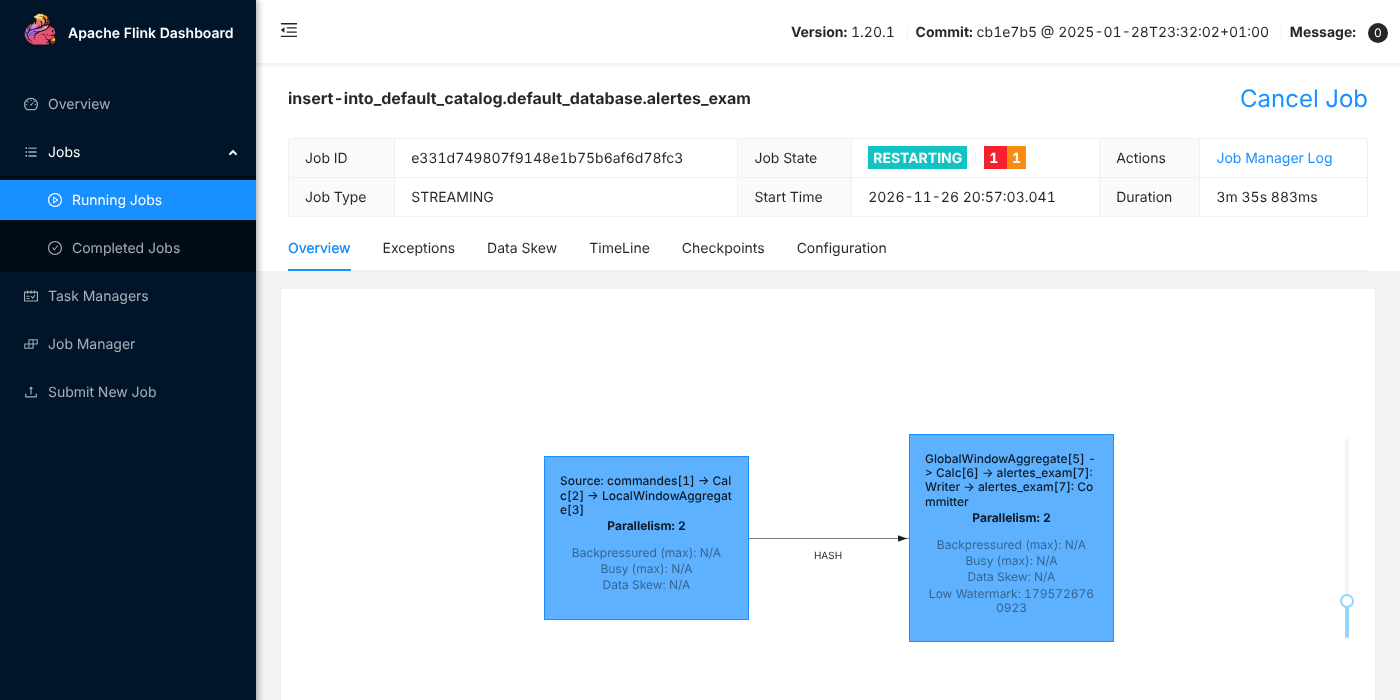 Apache Flink Dashboard
Version: 1.20.1 Commit: cb1e7b5 @ 2025-01-28T23:32:02+01:00 Message: 0
Overview
Jobs
Running Jobs
Completed Jobs
Task Managers
Job Manager
Submit New Job
insert-into_default_catalog.default_database.alertes_exam
Cancel Job
Job ID e331d749807f9148e1b75b6af6d78fc3 Job State RESTARTING 1 1 Actions Job Manager Log
Job Type STREAMING Start Time 2026-11-26 20:57:03.041 Duration 3m 35s 883ms
Overview Exceptions Data Skew TimeLine Checkpoints Configuration
Source: commandes[1] -> Cal
c[2] -> LocalWindowAggregat
e[3]
Parallelism: 2
Backpressured (max): N/A
Busy (max): N/A
Data Skew: N/A
HASH
GlobalWindowAggregate[5] -
> Calc[6] -> alertes_exam[7]:
Writer -> alertes_exam[7]: Co
mmitter
Parallelism: 2
Backpressured (max): N/A
Busy (max): N/A
Data Skew: N/A
Low Watermark: 179572676
0923